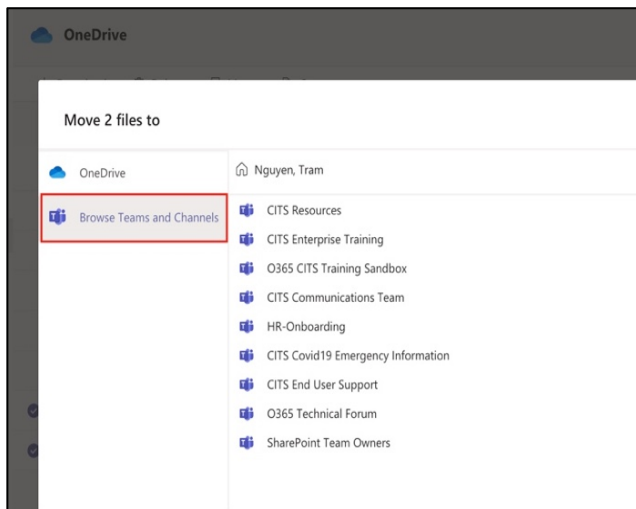 OneDrive
Move 2 files to
OneDrive
Browse Teams and Channels
Nguyen, Tram
CITS Resources
CITS Enterprise Training
O365 CITS Training Sandbox
CITS Communications Team
HR-Onboarding
CITS Covid19 Emergency Information
CITS End User Support
O365 Technical Forum
SharePoint Team Owners